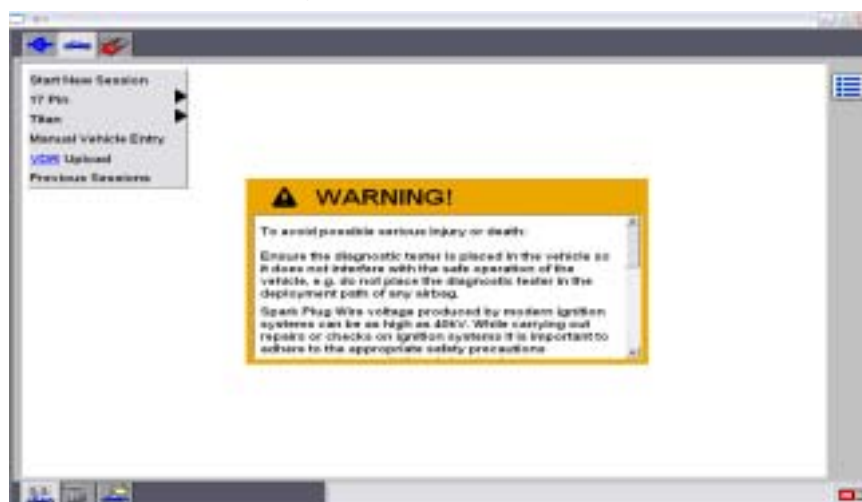 Start New Session
17 Pin
Titan
Manual Vehicle Entry
VDR Upload
Previous Sessions
WARNING!
To avoid possible serious injury or death:
Ensure the diagnostic tester is placed in the vehicle so
it does not interfere with the safe operation of the
vehicle, e.g. do not place the diagnostic tester in the
deployment path of any airbag.
Spark Plug Wire voltage produced by modern ignition
systems can be as high as 40kV. While carrying out
repairs or checks on ignition systems it is important to
adhere to the appropriate safety precautions